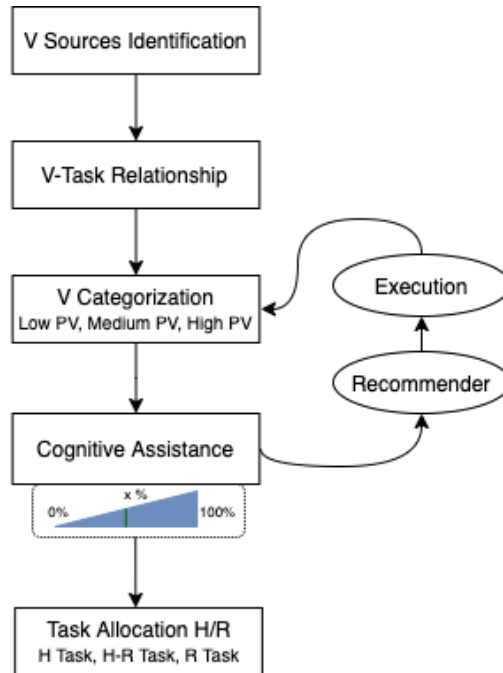 V Sources Identification
V-Task Relationship
V Categorization
Low PV, Medium PV, High PV
Execution
Recommender
Cognitive Assistance
x %
0%
100%
Task Allocation H/R
H Task, H-R Task, R Task